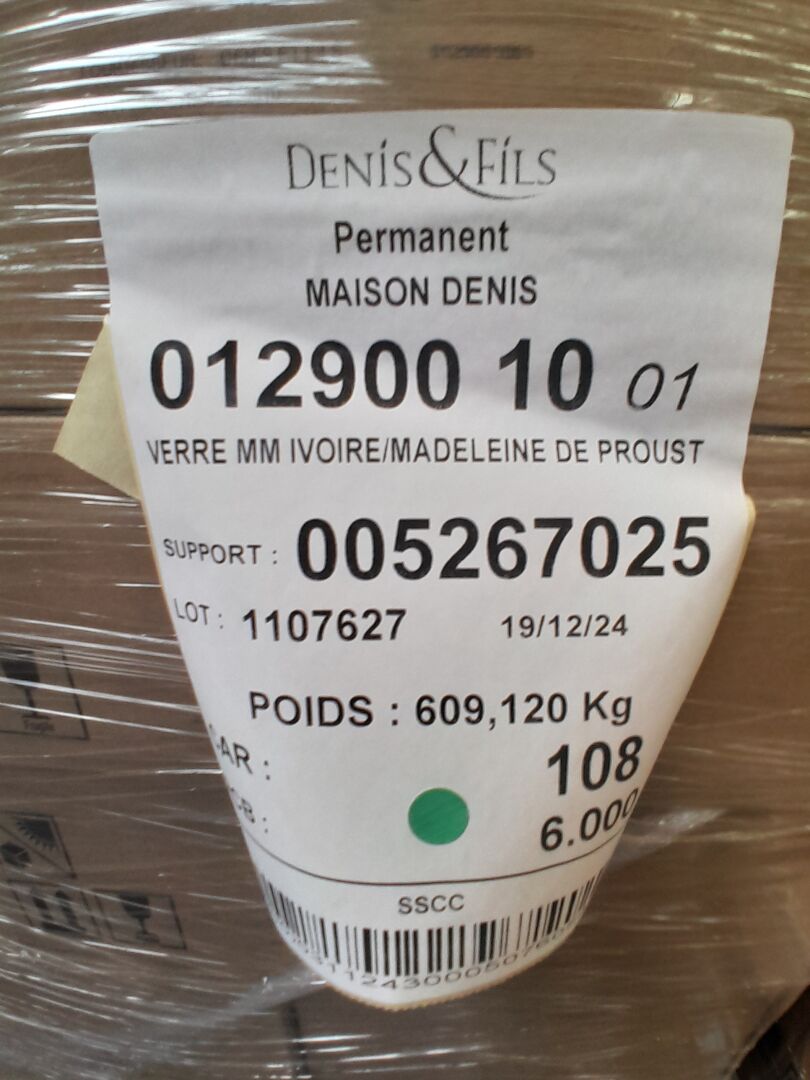 DENIS&FILS
Permanent
MAISON DENIS
012900 10 01
VERRE MM IVOIRE/MADELEINE DE PROUST
SUPPORT : 005267025
LOT : 1107627 19/12/24
POIDS : 609,120 Kg
108
6.000
SSCC